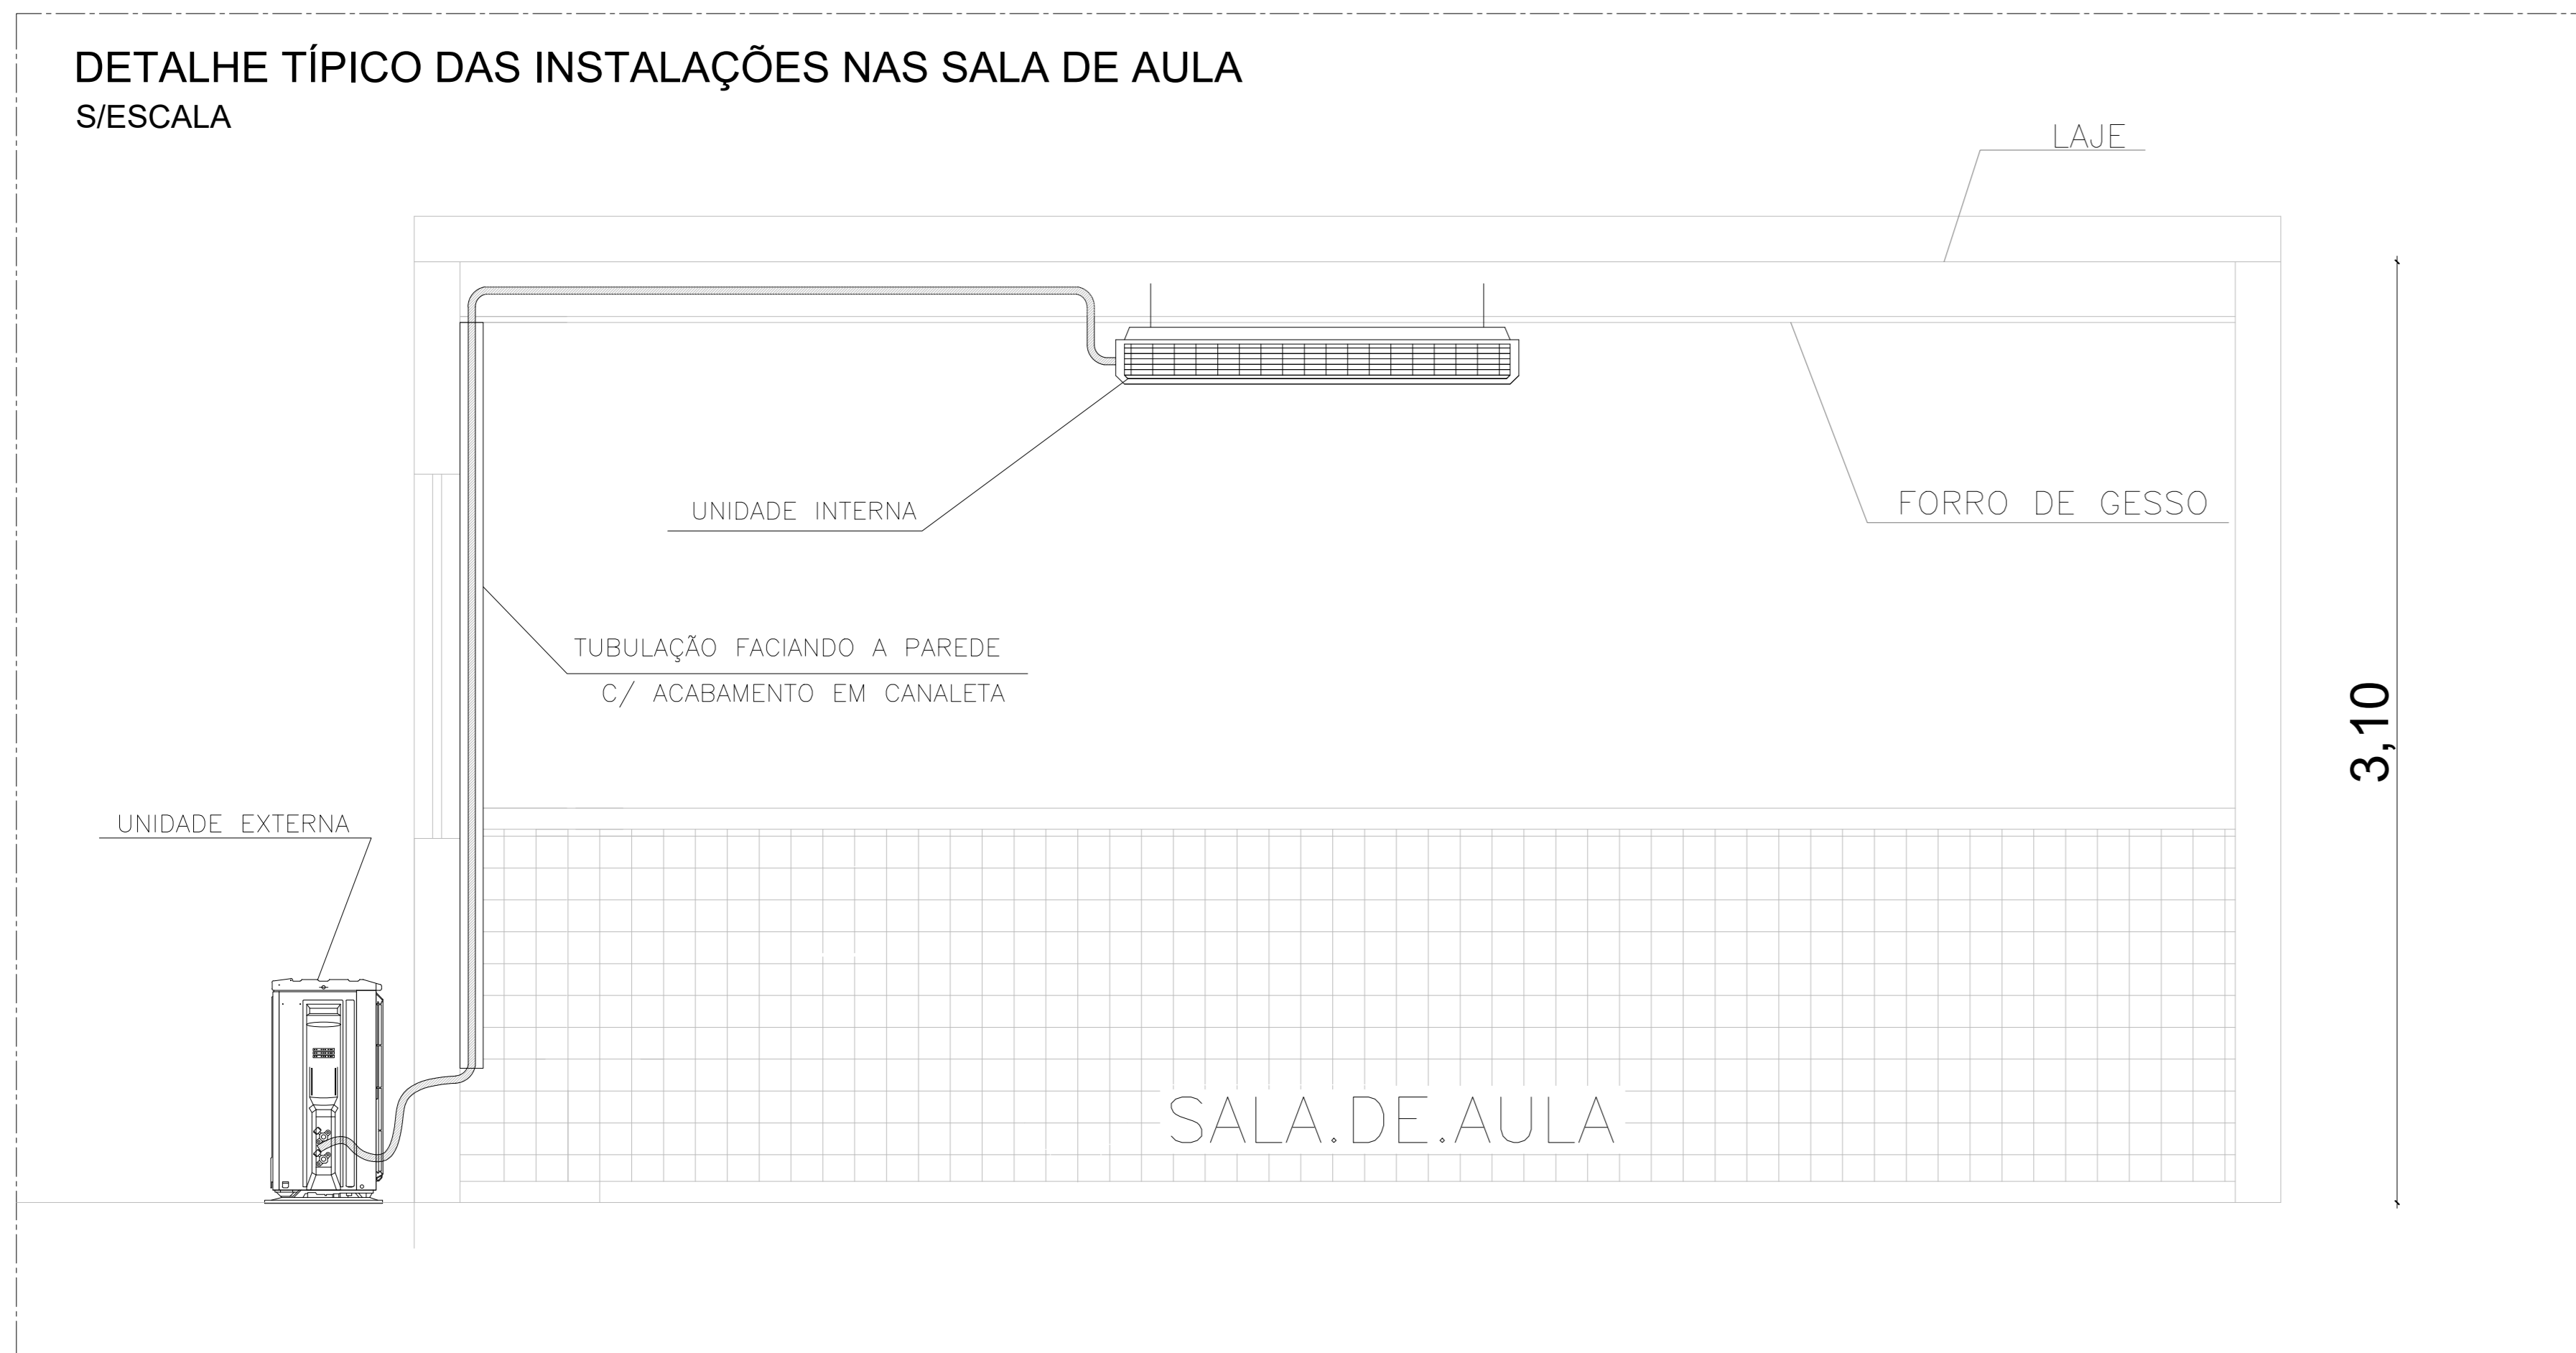 DETALHE TÍPICO DAS INSTALAÇÕES NAS SALA DE AULA
S/ESCALA
LAJE
UNIDADE INTERNA
FORRO DE GESSO
TUBULAÇÃO FACIANDO A PAREDE
C/ ACABAMENTO EM CANALETA
3,10
UNIDADE EXTERNA
SALA.DE.AULA